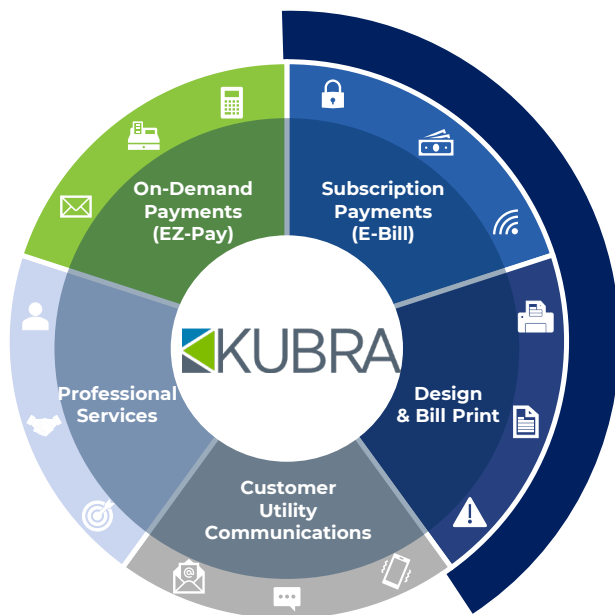 On-Demand
Payments
(EZ-Pay)
Subscription
Payments
(E-Bill)
KUBRA
Professional
Services
Design
& Bill Print
Customer
Utility
Communications
@